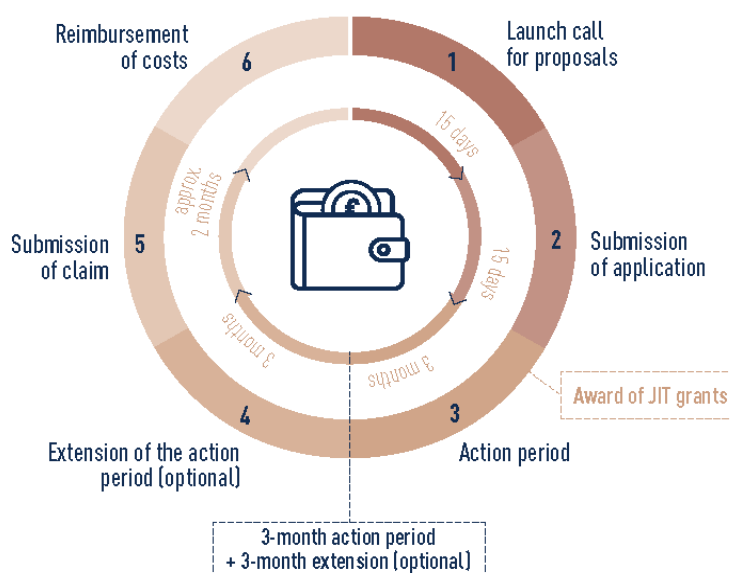 1
Launch call
for proposals
15 days
2
Submission
of application
15 days
Award of JIT grants
3
Action period
3 months
3-month action period
+ 3-month extension (optional)
4
Extension of the action
period (optional)
3 months
5
Submission
of claim
approx.
2 months
6
Reimbursement
of costs
€